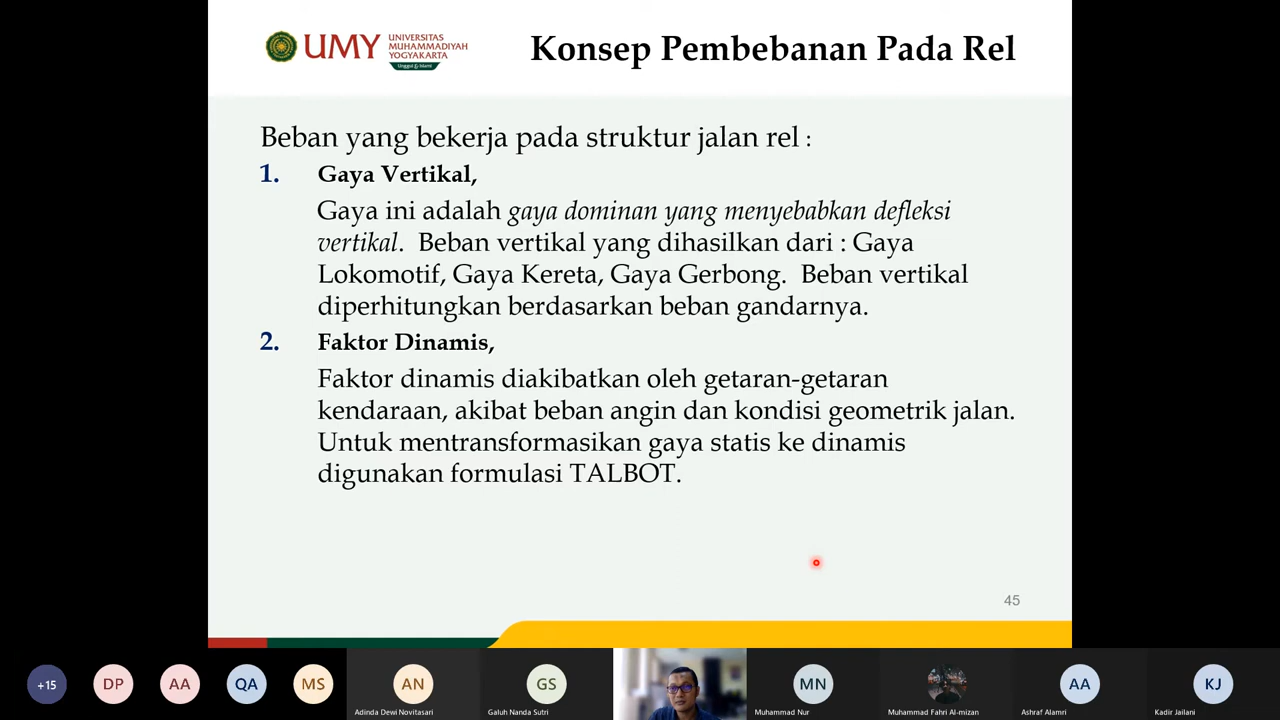 UMY
UNIVERSITAS
MUHAMMADIYAH
YOGYAKARTA
Unggul & Islami
Konsep Pembebanan Pada Rel
Beban yang bekerja pada struktur jalan rel :
1. Gaya Vertikal,
Gaya ini adalah gaya dominan yang menyebabkan defleksi
vertikal. Beban vertikal yang dihasilkan dari : Gaya
Lokomotif, Gaya Kereta, Gaya Gerbong. Beban vertikal
diperhitungkan berdasarkan beban gandarnya.
2. Faktor Dinamis,
Faktor dinamis diakibatkan oleh getaran-getaran
kendaraan, akibat beban angin dan kondisi geometrik jalan.
Untuk mentransformasikan gaya statis ke dinamis
digunakan formulasi TALBOT.
45
+15 DP AA QA MS AN GS MN AA KJ
Adinda Dewi Novitasari Galuh Nanda Sutri Muhammad Nur Muhammad Fahri Al-mizan Ashraf Alamri Kadir Jailani